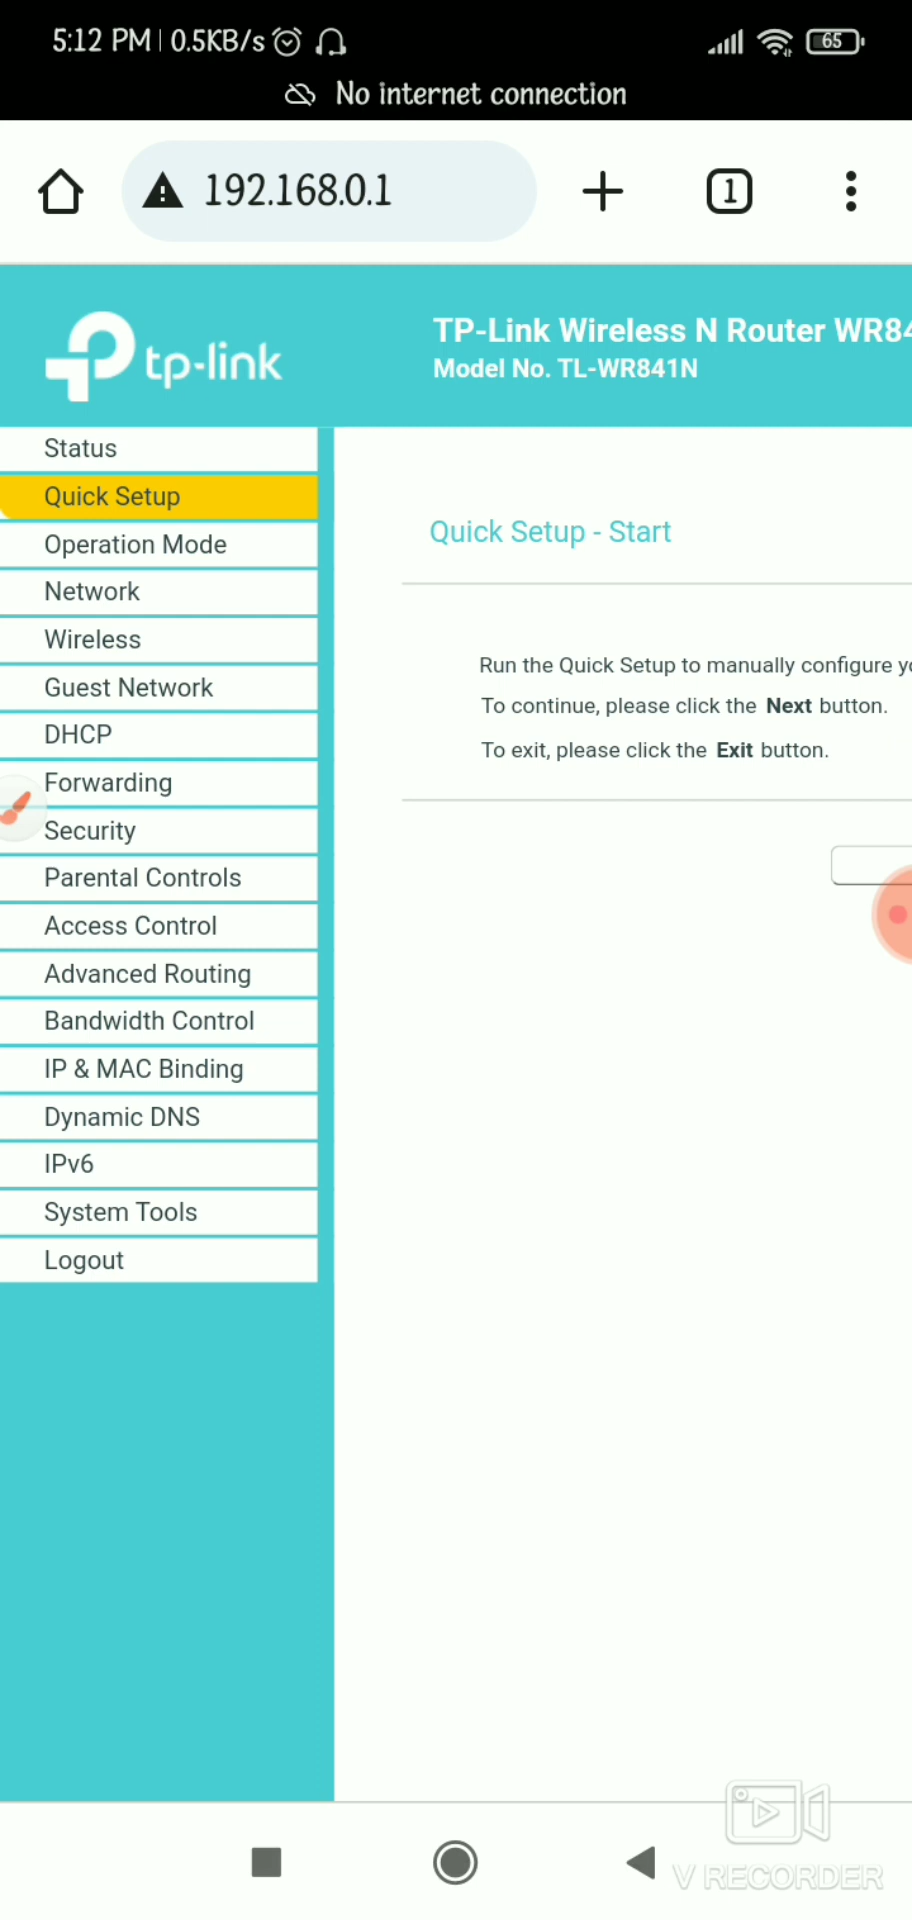 5:12 PM | 0.5KB/s 65
No internet connection
192.168.0.1 1
tp-link
TP-Link Wireless N Router WR84
Model No. TL-WR841N
Status
Quick Setup
Operation Mode
Network
Wireless
Guest Network
DHCP
Forwarding
Security
Parental Controls
Access Control
Advanced Routing
Bandwidth Control
IP & MAC Binding
Dynamic DNS
IPv6
System Tools
Logout
Quick Setup - Start
Run the Quick Setup to manually configure
To continue, please click the Next button.
To exit, please click the Exit button.
V RECORDER